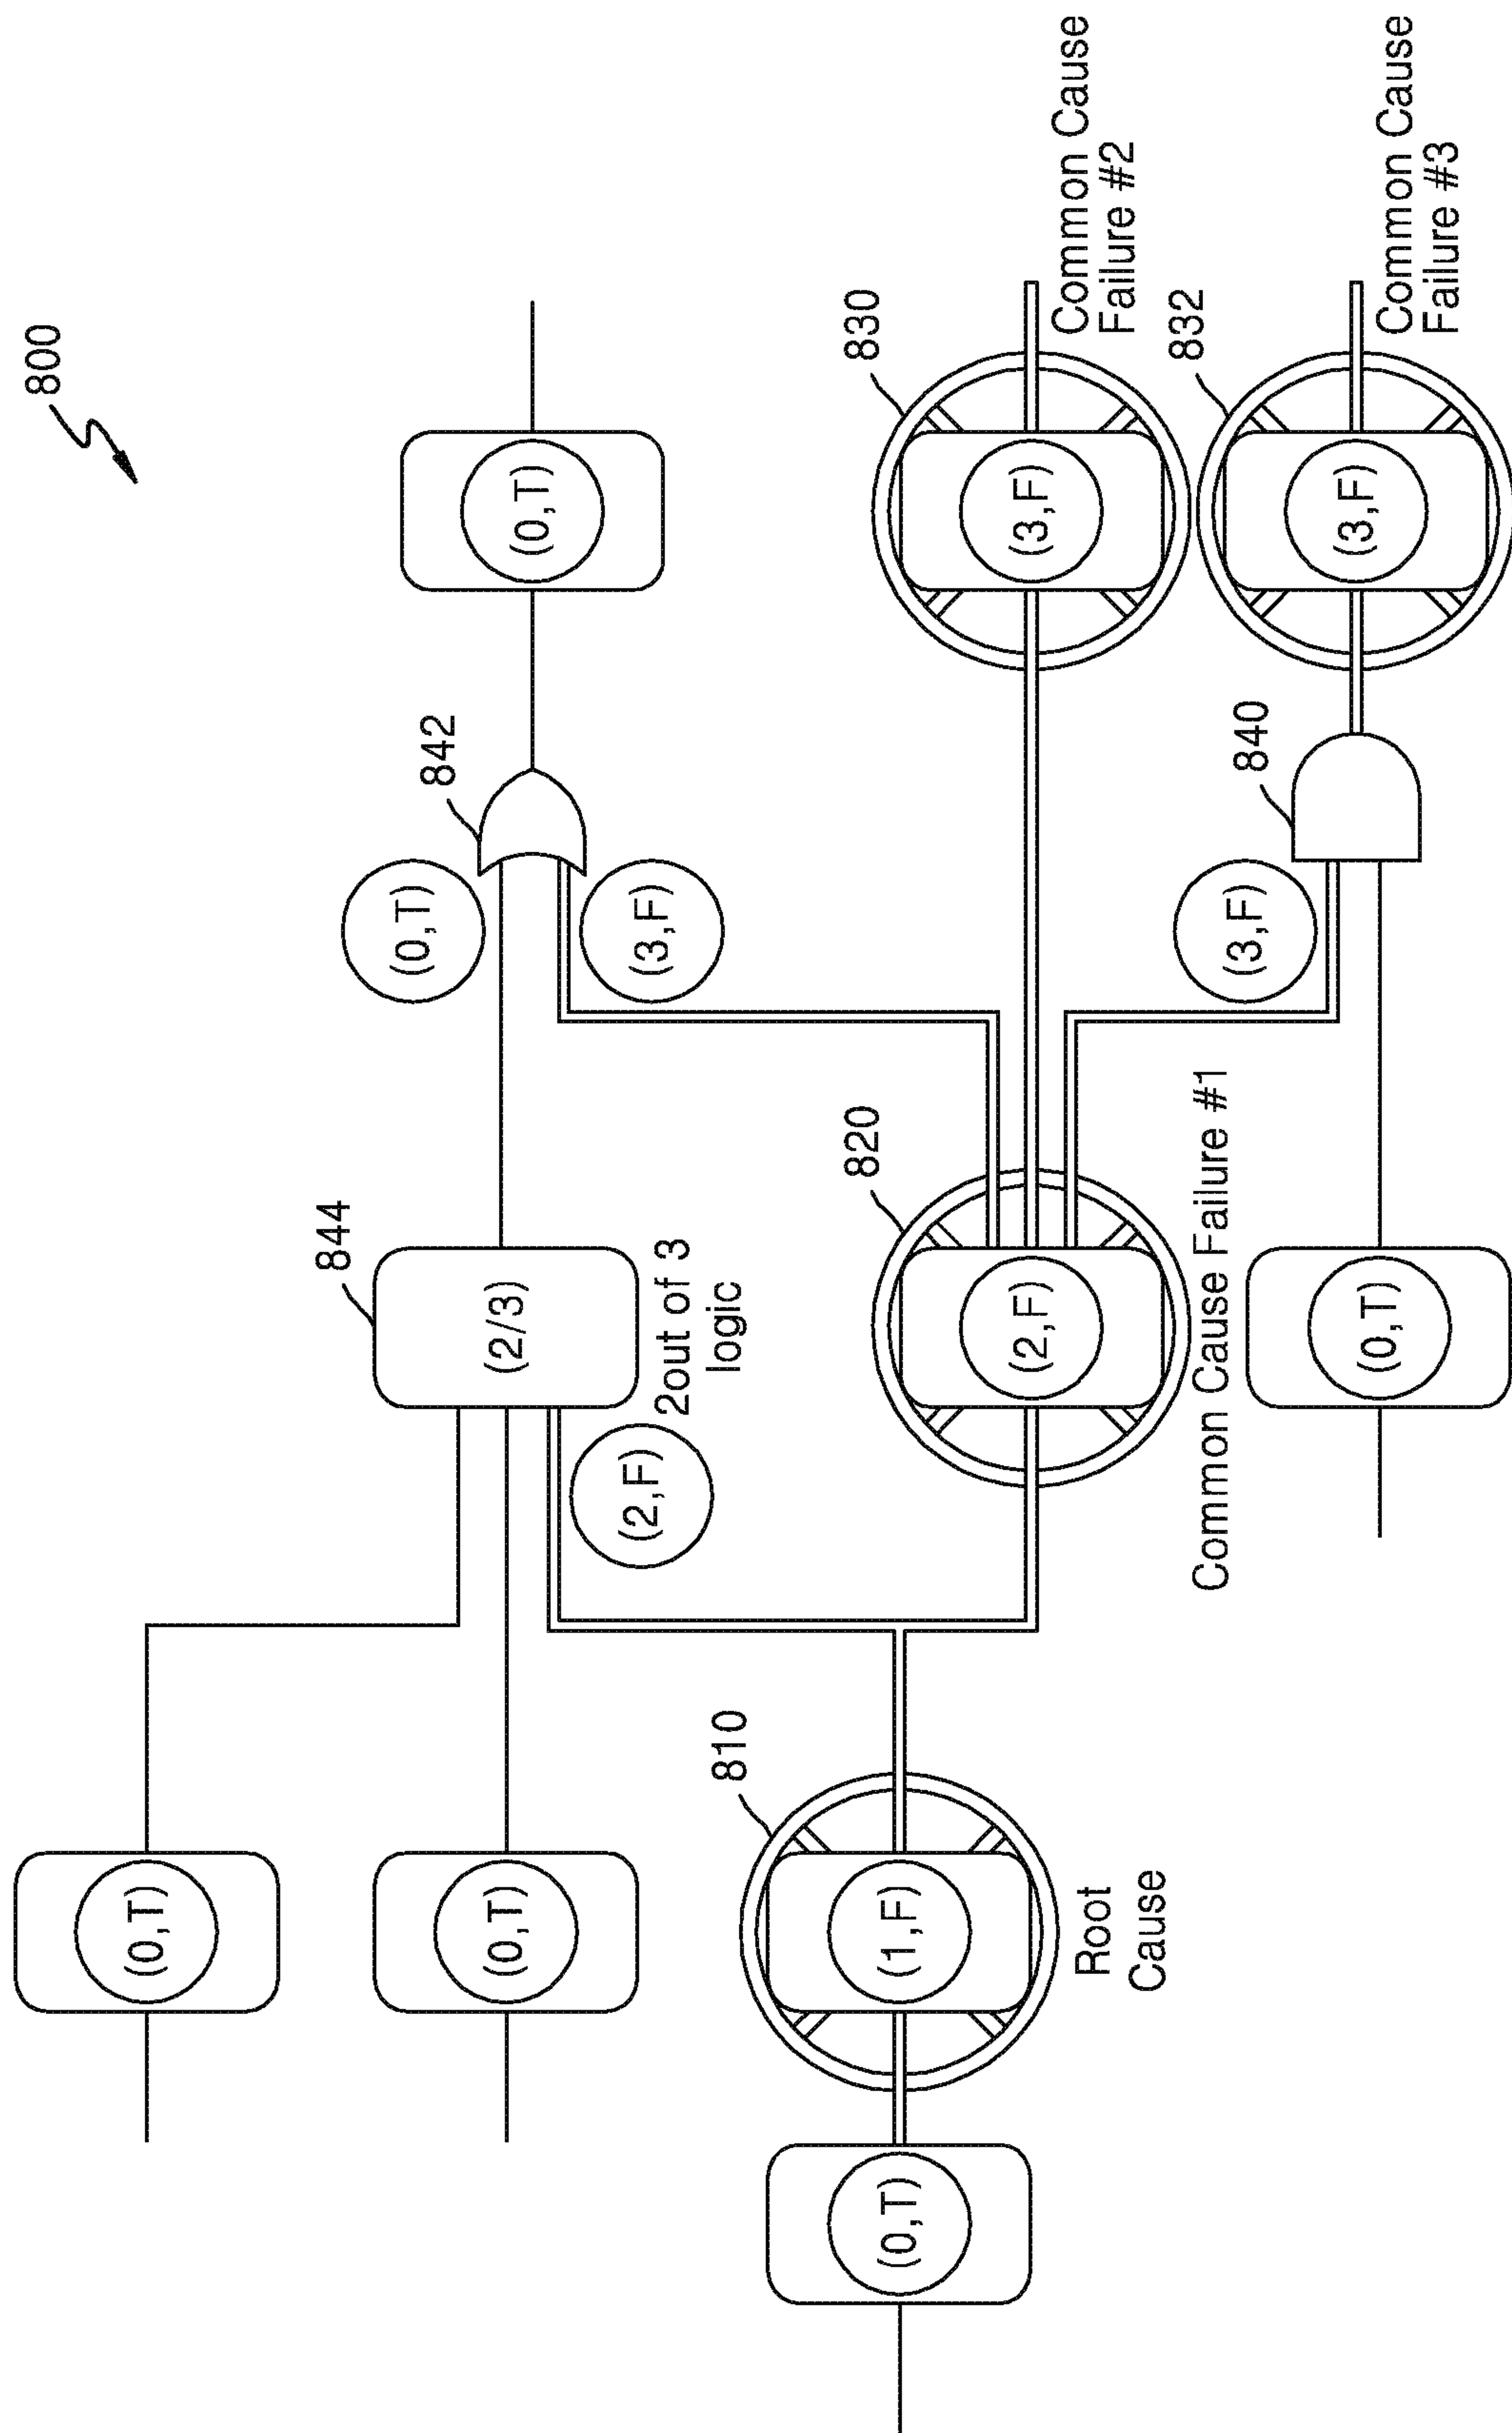 800
(0,T)
(0,T)
844
(2/3)
2out of 3
logic
(2,F)
(0,T)
842
(3,F)
(0,T)
(0,T)
810
(1,F)
Root
Cause
820
(2,F)
Common Cause Failure #1
830
(3,F)
Common Cause
Failure #2
(0,T)
(3,F)
840
832
(3,F)
Common Cause
Failure #3